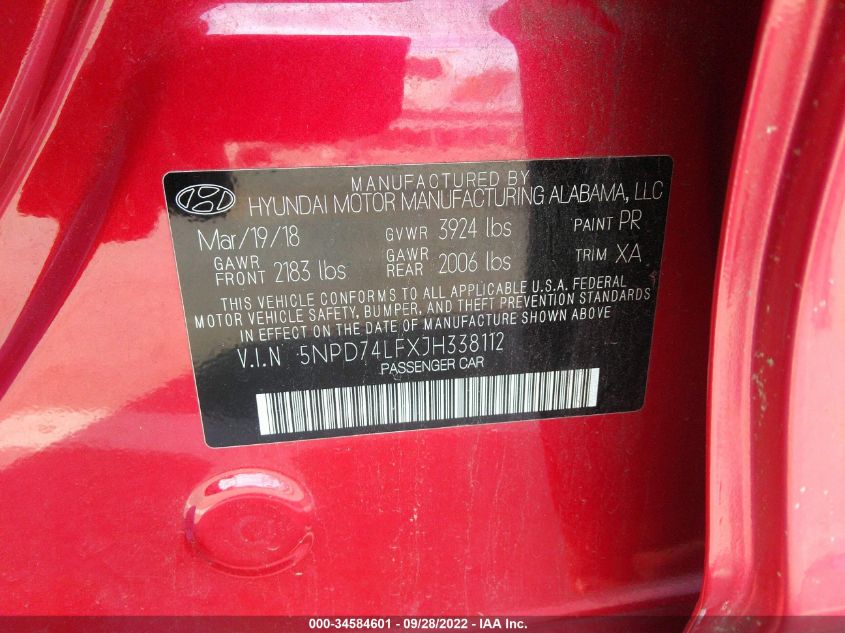 MANUFACTURED BY
HYUNDAI MOTOR MANUFACTURING ALABAMA, LLC
Mar/19/18 GVWR 3924 lbs PAINT PR
GAWR FRONT 2183 lbs GAWR REAR 2006 lbs TRIM XA
THIS VEHICLE CONFORMS TO ALL APPLICABLE U.S.A. FEDERAL
MOTOR VEHICLE SAFETY, BUMPER, AND THEFT PREVENTION STANDARDS
IN EFFECT ON THE DATE OF MANUFACTURE SHOWN ABOVE
V.I.N 5NPD74LFXJH338112
PASSENGER CAR
000-34584601 - 09/28/2022 - IAA Inc.